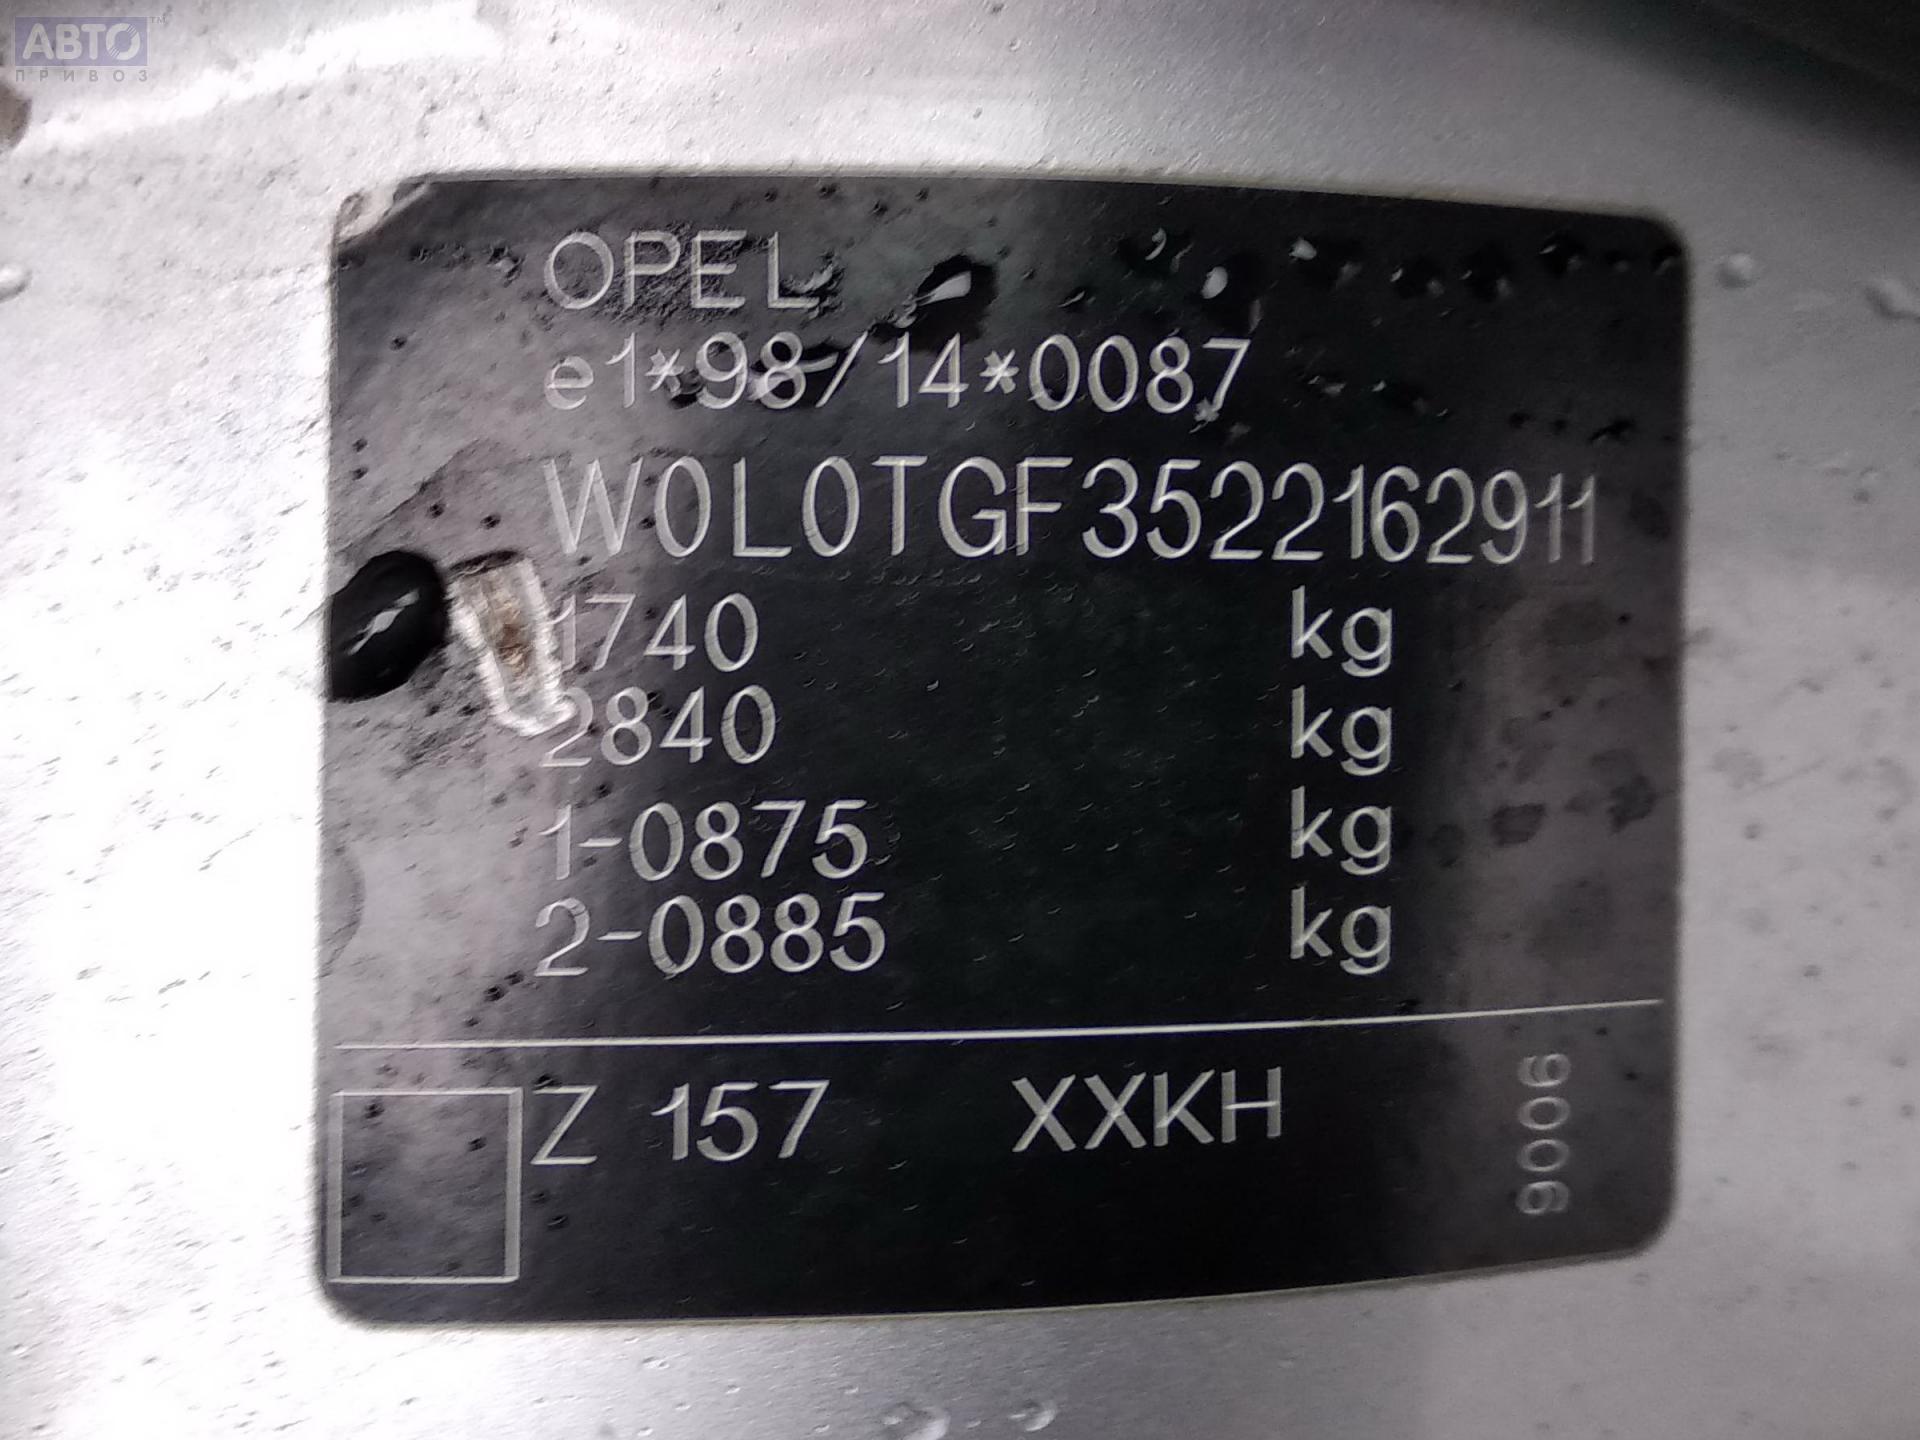 АВТО™
ПРИВОЗ
OPEL
e1*98/14*0087
W0L0TGF3522162911
1740 kg
2840 kg
1-0875 kg
2-0885 kg
Z 157 XXKH
9006